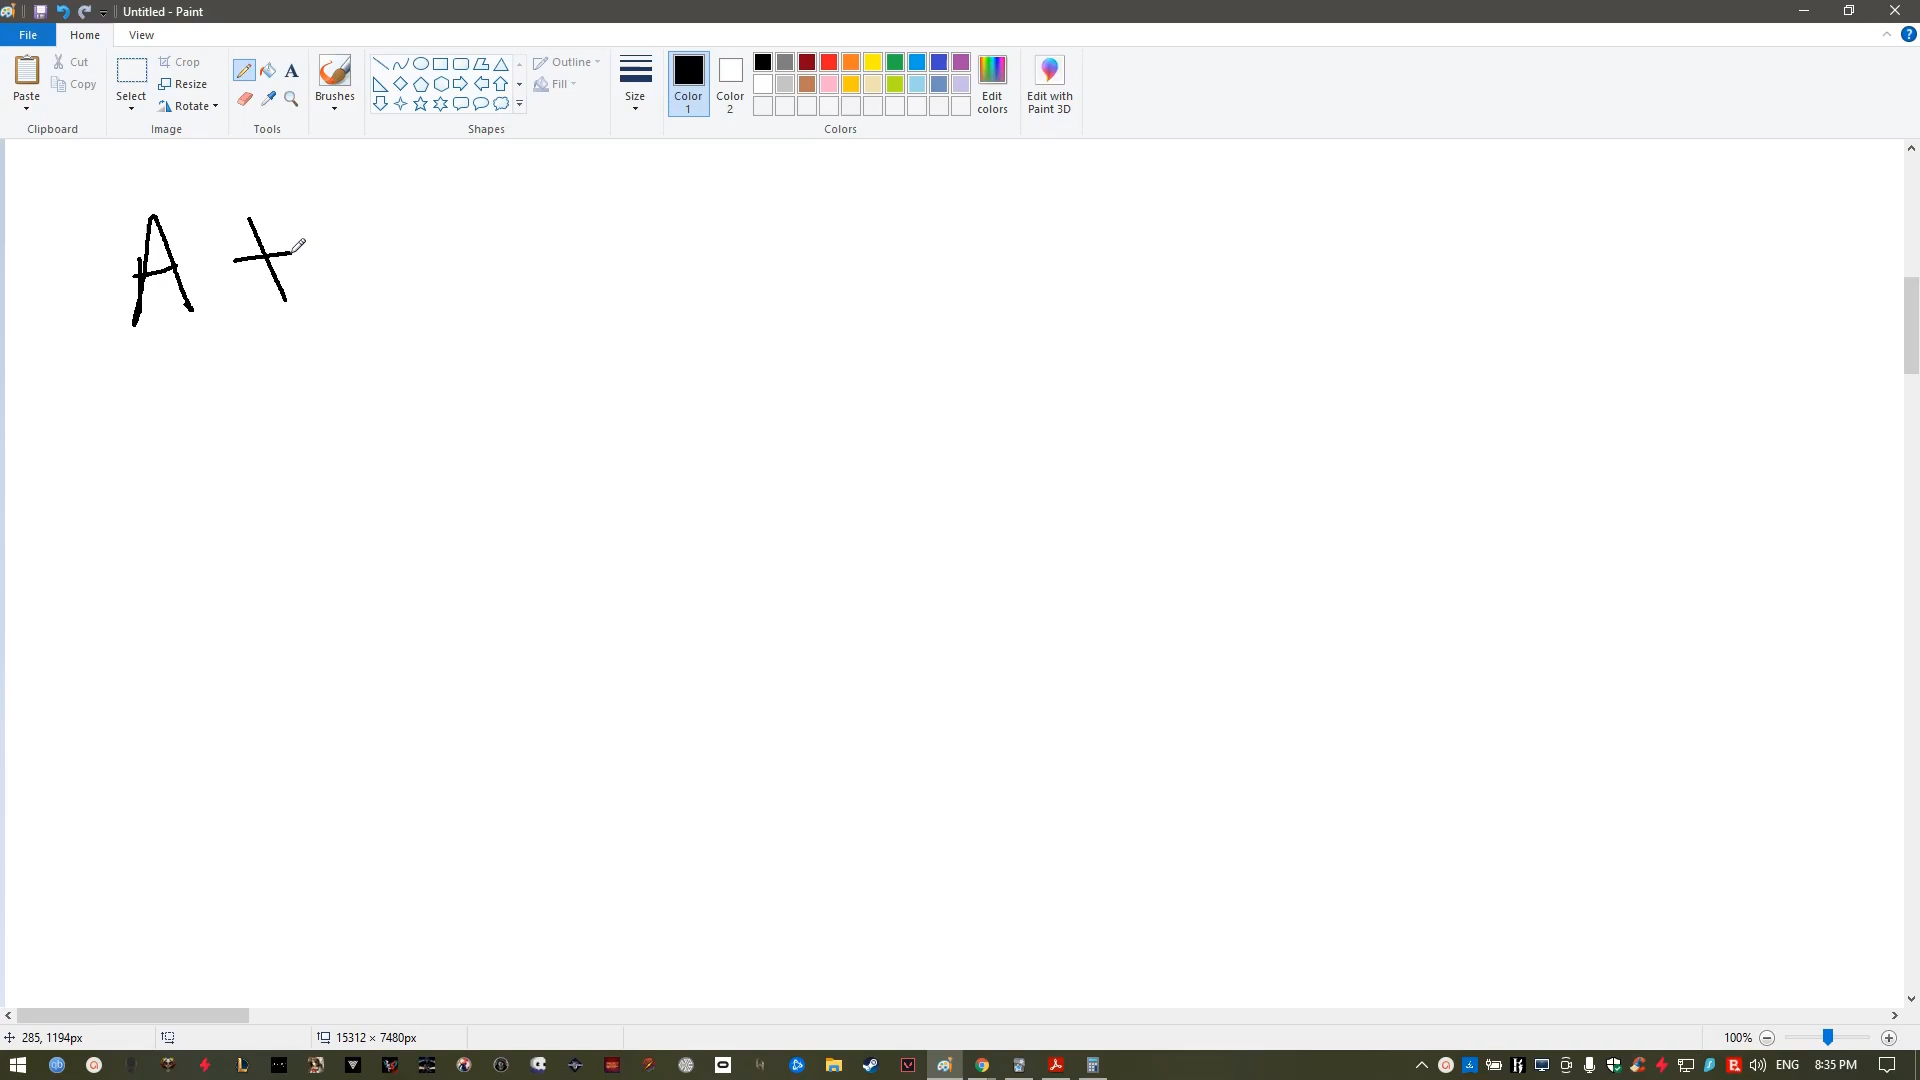 Untitled - Paint
File Home View
Paste
Cut
Copy
Clipboard
Select
Crop
Resize
Rotate
Image
A
Tools
Brushes
Outline
Fill
Shapes
Size
Color 1
Color 2
Edit colors
Colors
Edit with Paint 3D
A +
285, 1194px
15312 × 7480px
100%
ENG
8:35 PM